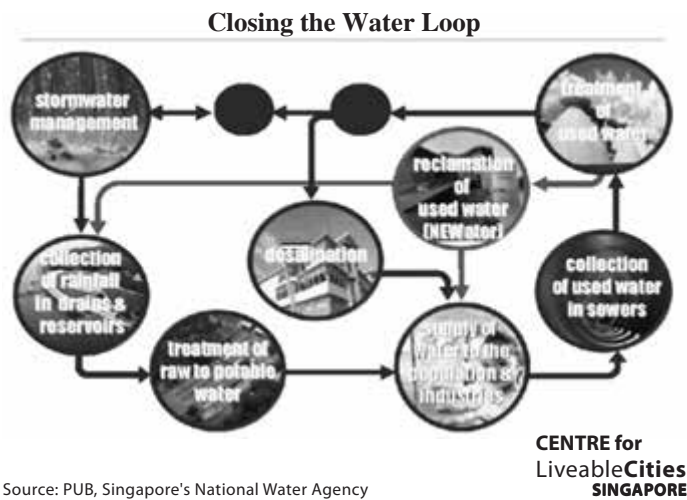 Closing the Water Loop
stormwater
management
treatment
of
used water
reclamation
of
used water
(NEWater)
collection
of rainfall
in drains &
reservoirs
desalination
collection
of used water
in sewers
treatment of
raw to potable
water
supply of
water to the
population &
industries
CENTRE for
LiveableCities
SINGAPORE
Source: PUB, Singapore's National Water Agency